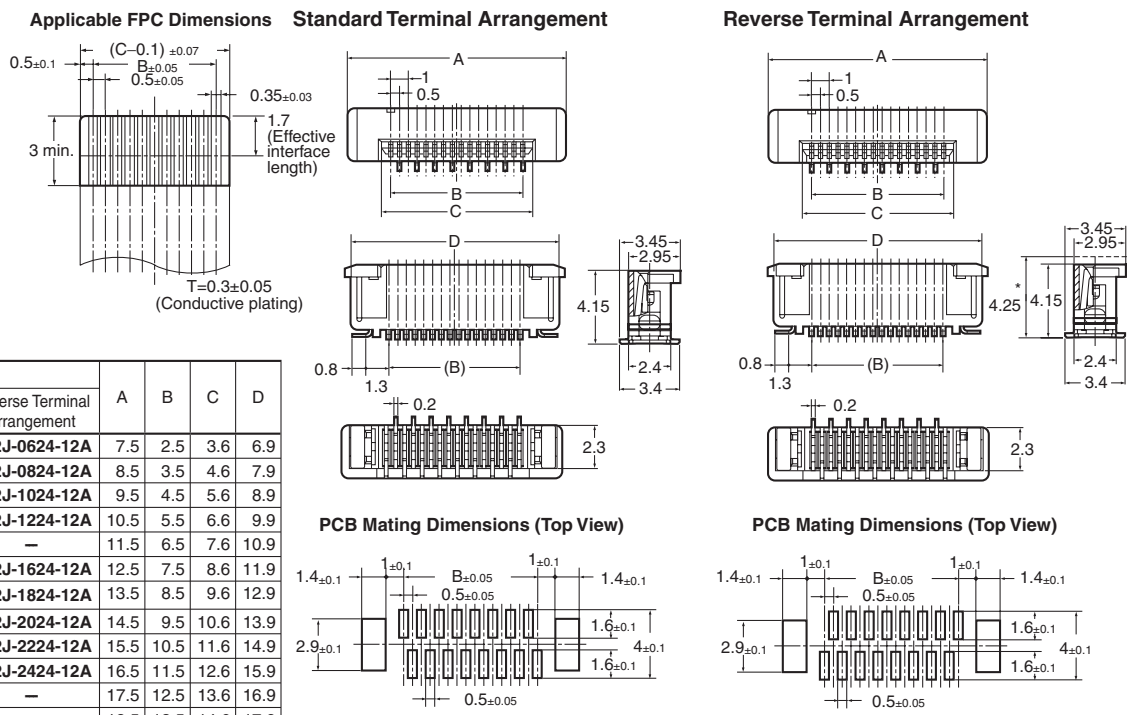 Applicable FPC Dimensions
(C–0.1) ±0.07
0.5±0.1
B±0.05
0.5±0.05
0.35±0.03
1.7
(Effective
interface
length)
3 min.
T=0.3±0.05
(Conductive plating)
Standard Terminal Arrangement
A
1
0.5
B
C
D
3.45
2.95
4.15
0.8
1.3
(B)
2.4
3.4
0.2
2.3
PCB Mating Dimensions (Top View)
1±0.1
1.4±0.1
B±0.05
1±0.1
1.4±0.1
0.5±0.05
2.9±0.1
1.6±0.1
4±0.1
1.6±0.1
0.5±0.05
Reverse Terminal Arrangement
A
1
0.5
B
C
D
3.45
2.95
4.25*
4.15
0.8
1.3
(B)
2.4
3.4
0.2
2.3
PCB Mating Dimensions (Top View)
1±0.1
1.4±0.1
B±0.05
1±0.1
1.4±0.1
0.5±0.05
2.9±0.1
1.6±0.1
4±0.1
1.6±0.1
0.5±0.05
erse Terminal
rrangement
A B C D
2J-0624-12A 7.5 2.5 3.6 6.9
2J-0824-12A 8.5 3.5 4.6 7.9
2J-1024-12A 9.5 4.5 5.6 8.9
2J-1224-12A 10.5 5.5 6.6 9.9
– 11.5 6.5 7.6 10.9
2J-1624-12A 12.5 7.5 8.6 11.9
2J-1824-12A 13.5 8.5 9.6 12.9
2J-2024-12A 14.5 9.5 10.6 13.9
2J-2224-12A 15.5 10.5 11.6 14.9
2J-2424-12A 16.5 11.5 12.6 15.9
– 17.5 12.5 13.6 16.9